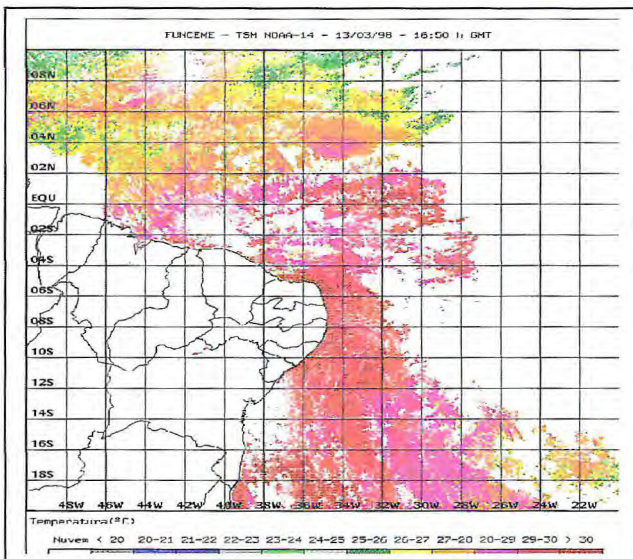 FUNCEME - TSM NOAA-14 - 13/03/98 - 16:50 h GMT
08N
06N
04N
02N
EQU
02S
04S
06S
08S
10S
12S
14S
16S
18S
48W 46W 44W 42W 40W 38W 36W 34W 32W 30W 28W 26W 24W 22W
Temperatura(ºC)
Nuvem < 20 20-21 21-22 22-23 23-24 24-25 25-26 26-27 27-28 28-29 29-30 > 30